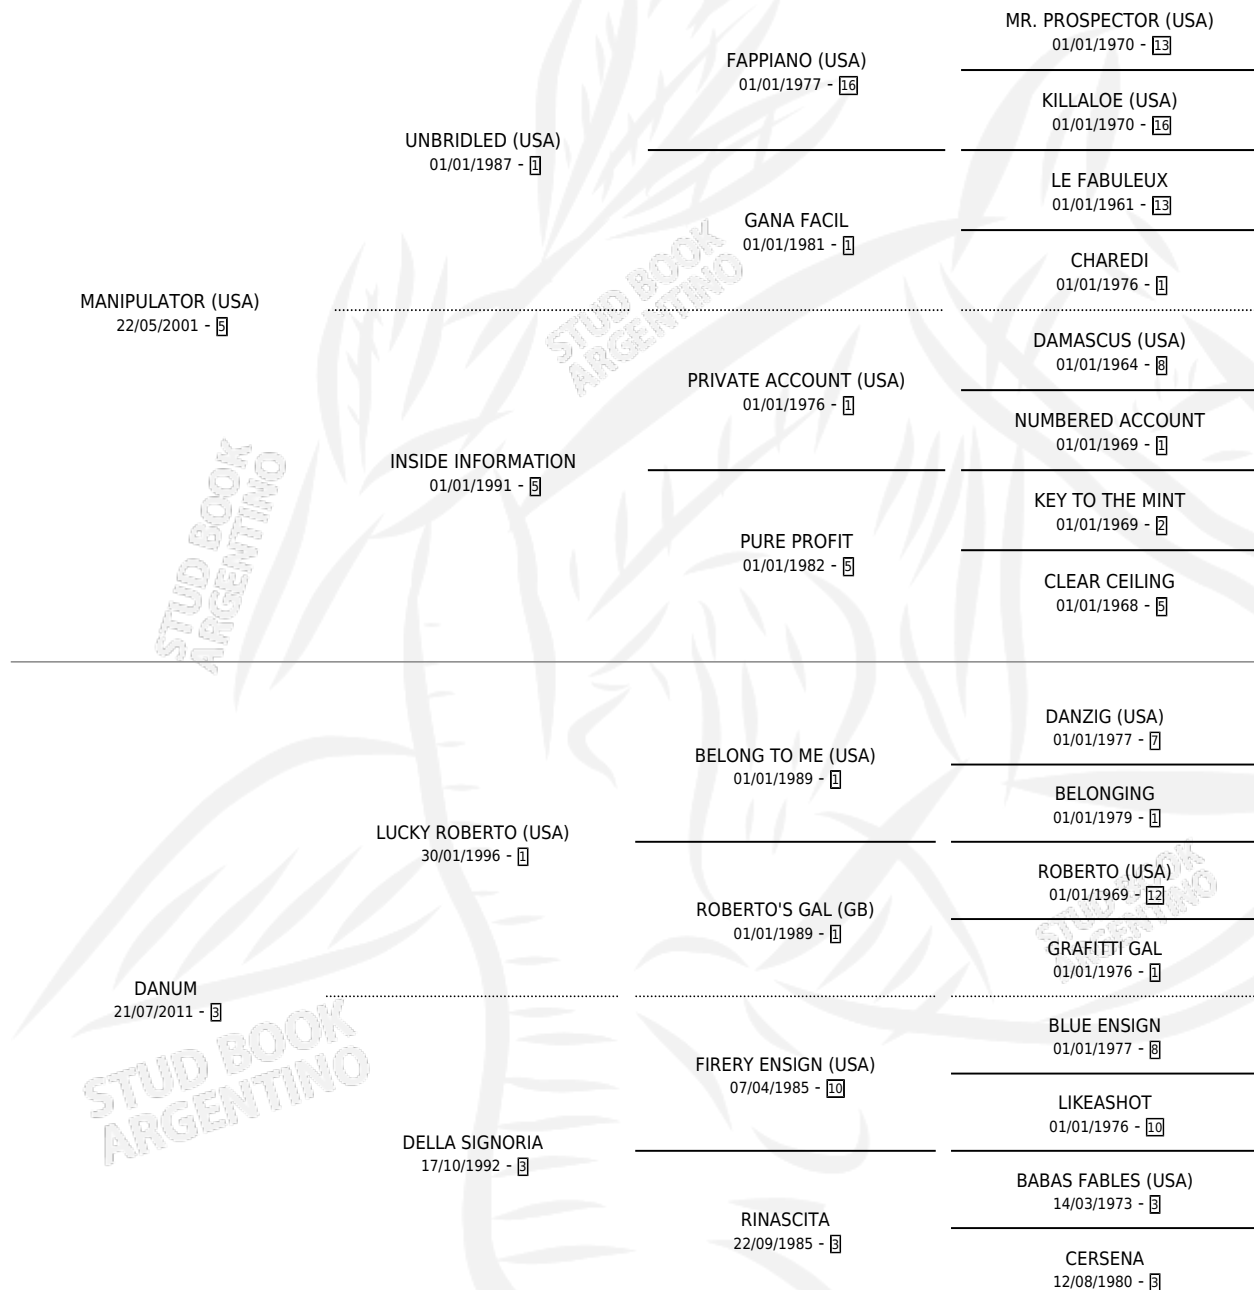 MR. PROSPECTOR (USA)
01/01/1970 - 13
FAPPIANO (USA)
01/01/1977 - 16
KILLALOE (USA)
01/01/1970 - 16
UNBRIDLED (USA)
01/01/1987 - 1
LE FABULEUX
01/01/1961 - 13
GANA FACIL
01/01/1981 - 1
CHAREDI
01/01/1976 - 1
MANIPULATOR (USA)
22/05/2001 - 5
STUD BOOK
ARGENTINO
DAMASCUS (USA)
01/01/1964 - 8
PRIVATE ACCOUNT (USA)
01/01/1976 - 1
NUMBERED ACCOUNT
01/01/1969 - 1
INSIDE INFORMATION
01/01/1991 - 5
KEY TO THE MINT
01/01/1969 - 2
PURE PROFIT
01/01/1982 - 5
CLEAR CEILING
01/01/1968 - 5
STUD BOOK
ARGENTINO
DANZIG (USA)
01/01/1977 - 7
BELONG TO ME (USA)
01/01/1989 - 1
BELONGING
01/01/1979 - 1
LUCKY ROBERTO (USA)
30/01/1996 - 1
ROBERTO (USA)
01/01/1969 - 12
ROBERTO'S GAL (GB)
01/01/1989 - 1
GRAFITTI GAL
01/01/1976 - 1
STUD BOOK
ARGENTINO
DANUM
21/07/2011 - 3
STUD BOOK
ARGENTINO
BLUE ENSIGN
01/01/1977 - 8
FIRERY ENSIGN (USA)
07/04/1985 - 10
LIKEASHOT
01/01/1976 - 10
DELLA SIGNORIA
17/10/1992 - 3
BABAS FABLES (USA)
14/03/1973 - 3
RINASCITA
22/09/1985 - 3
CERSENA
12/08/1980 - 3